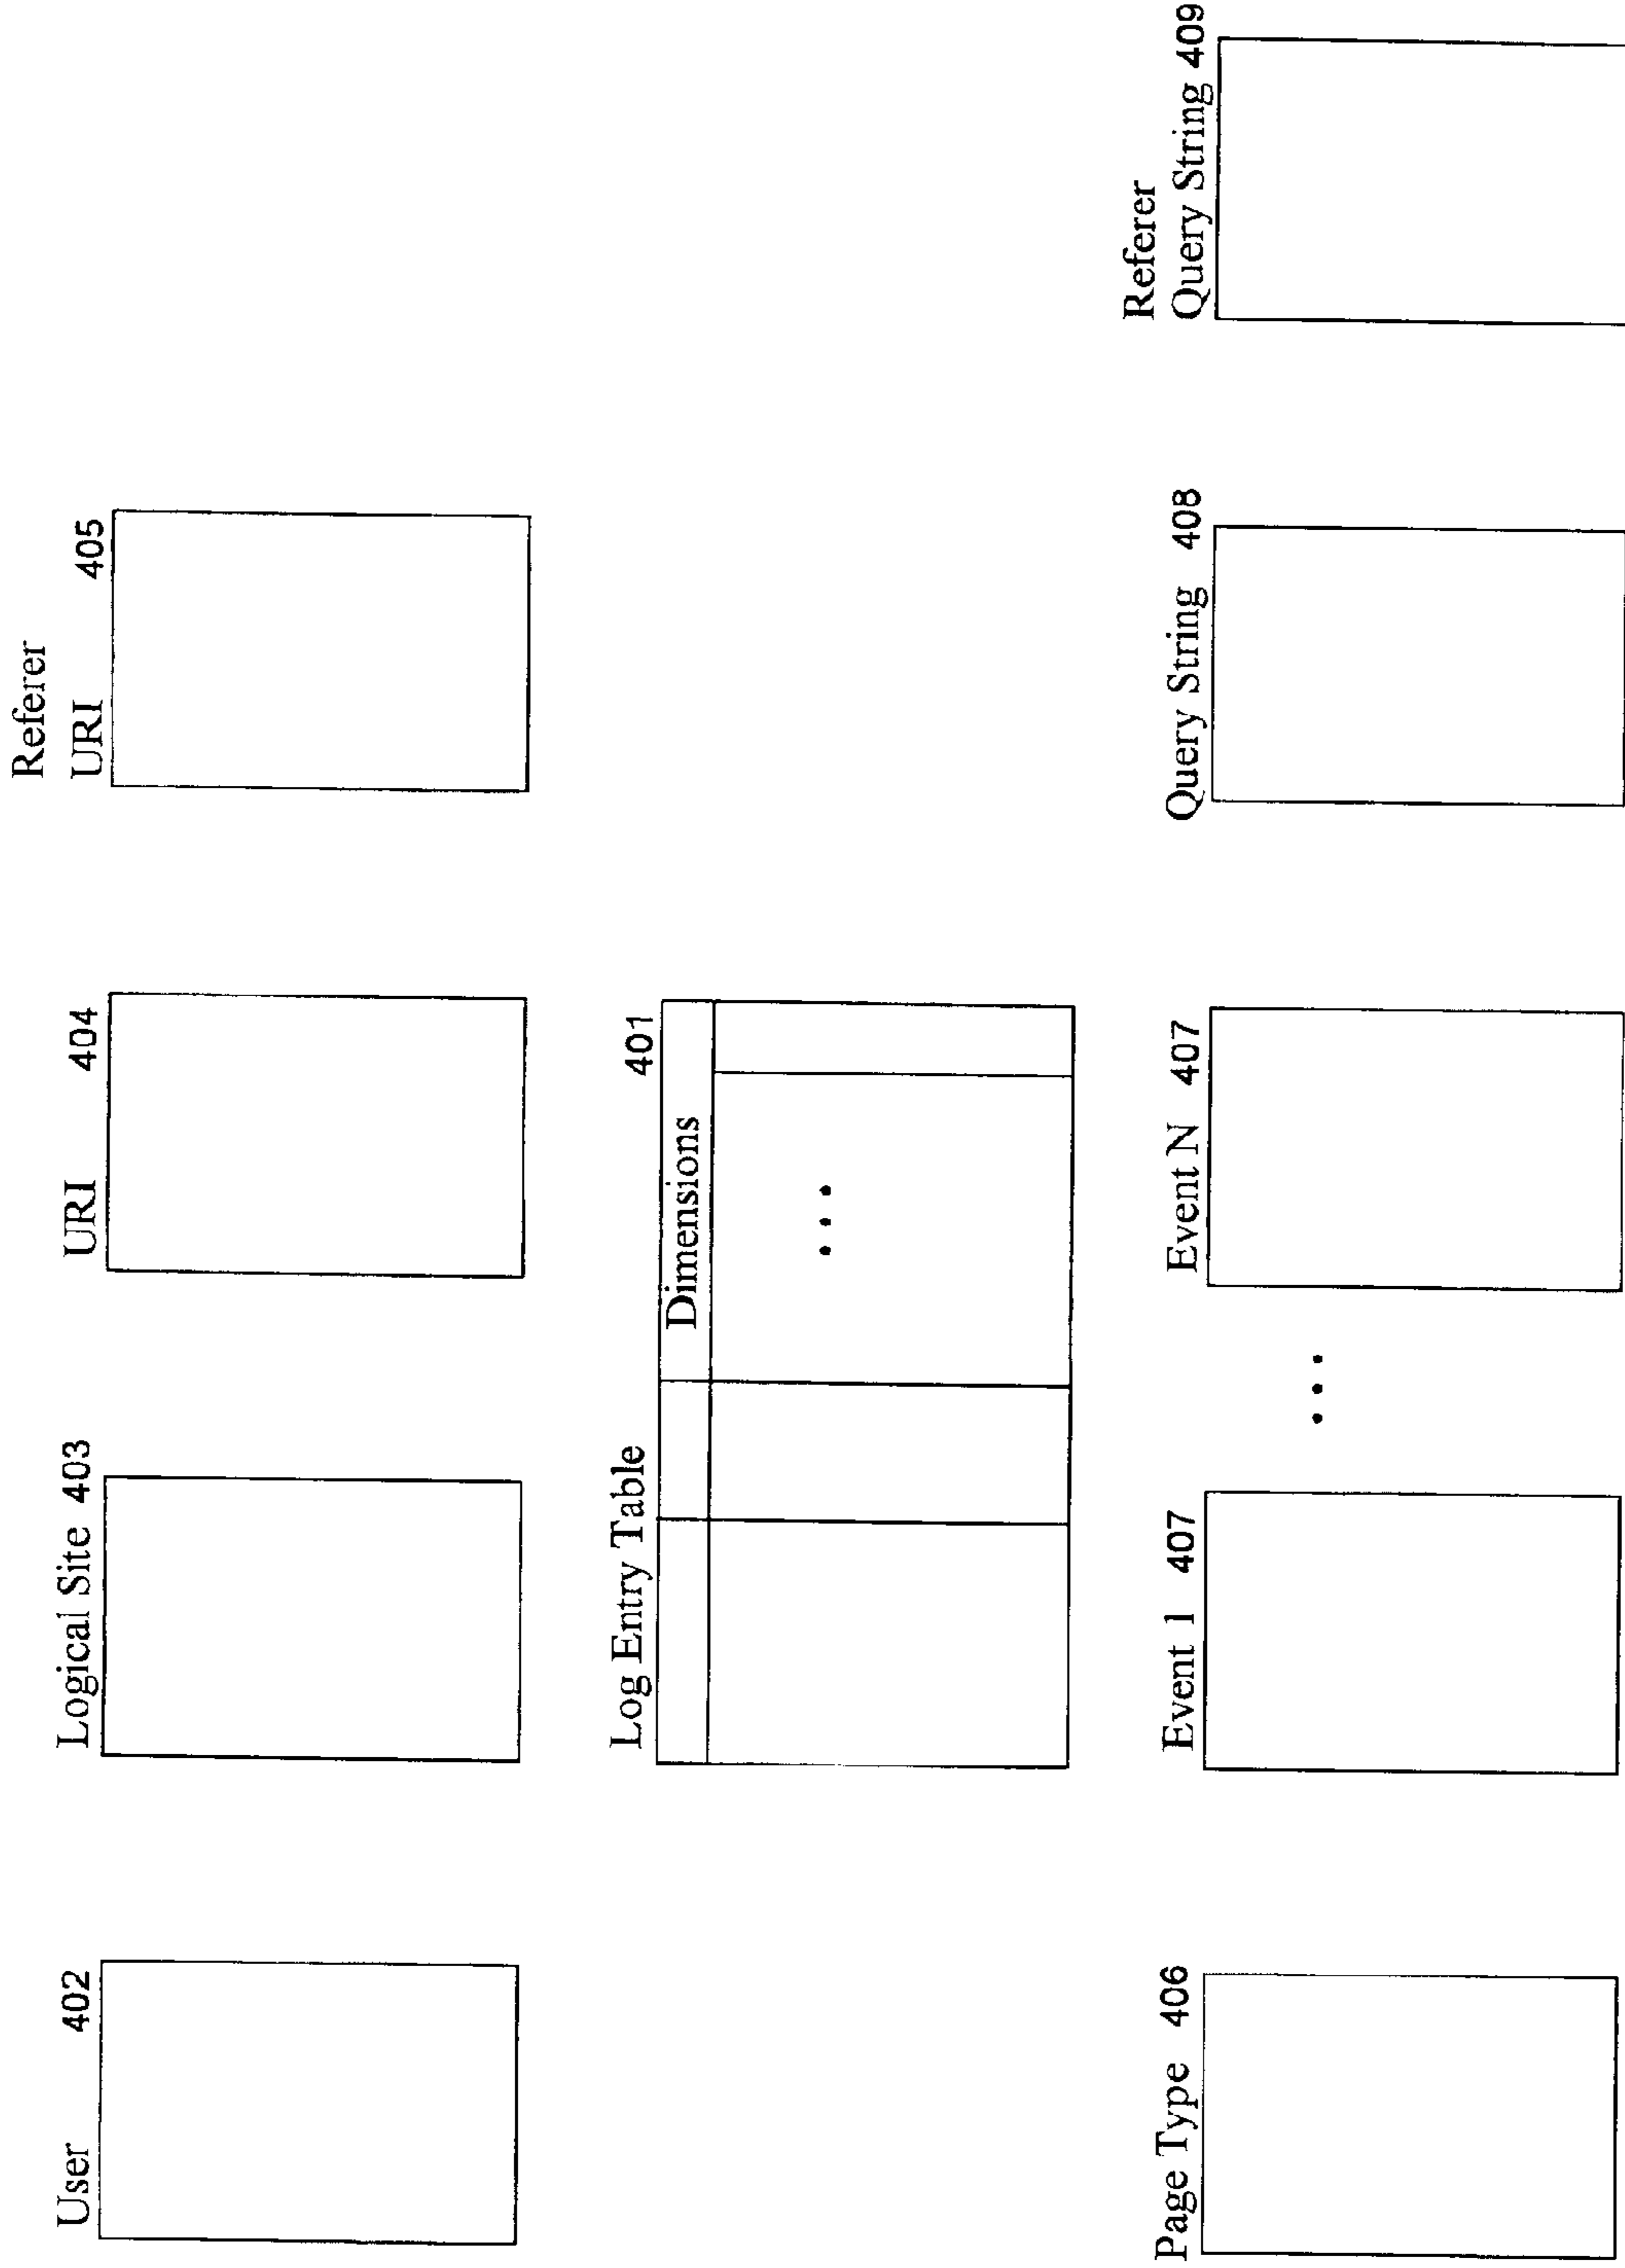 Referer
User 402
Logical Site 403
URI 404
URI 405
Log Entry Table 401
Dimensions
• • •
Referer
Page Type 406
Event 1 407
• • •
Event N 407
Query String 408
Query String 409